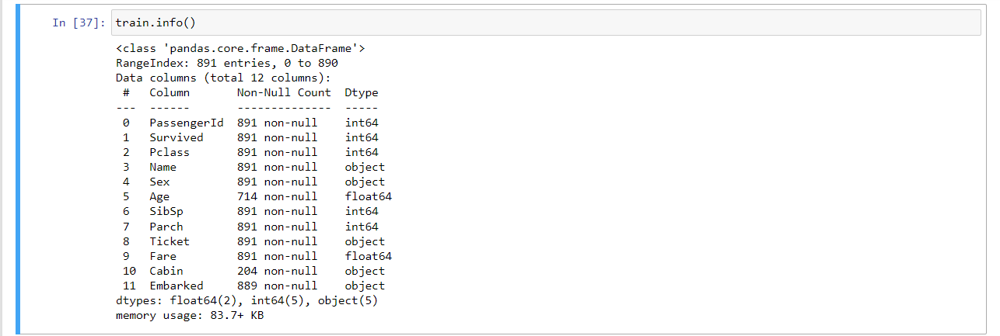 In [37]: train.info()
<class 'pandas.core.frame.DataFrame'>
RangeIndex: 891 entries, 0 to 890
Data columns (total 12 columns):
 #   Column       Non-Null Count  Dtype
---  ------       --------------  -----
 0   PassengerId  891 non-null    int64
 1   Survived     891 non-null    int64
 2   Pclass       891 non-null    int64
 3   Name         891 non-null    object
 4   Sex          891 non-null    object
 5   Age          714 non-null    float64
 6   SibSp        891 non-null    int64
 7   Parch        891 non-null    int64
 8   Ticket       891 non-null    object
 9   Fare         891 non-null    float64
 10  Cabin        204 non-null    object
 11  Embarked     889 non-null    object
dtypes: float64(2), int64(5), object(5)
memory usage: 83.7+ KB